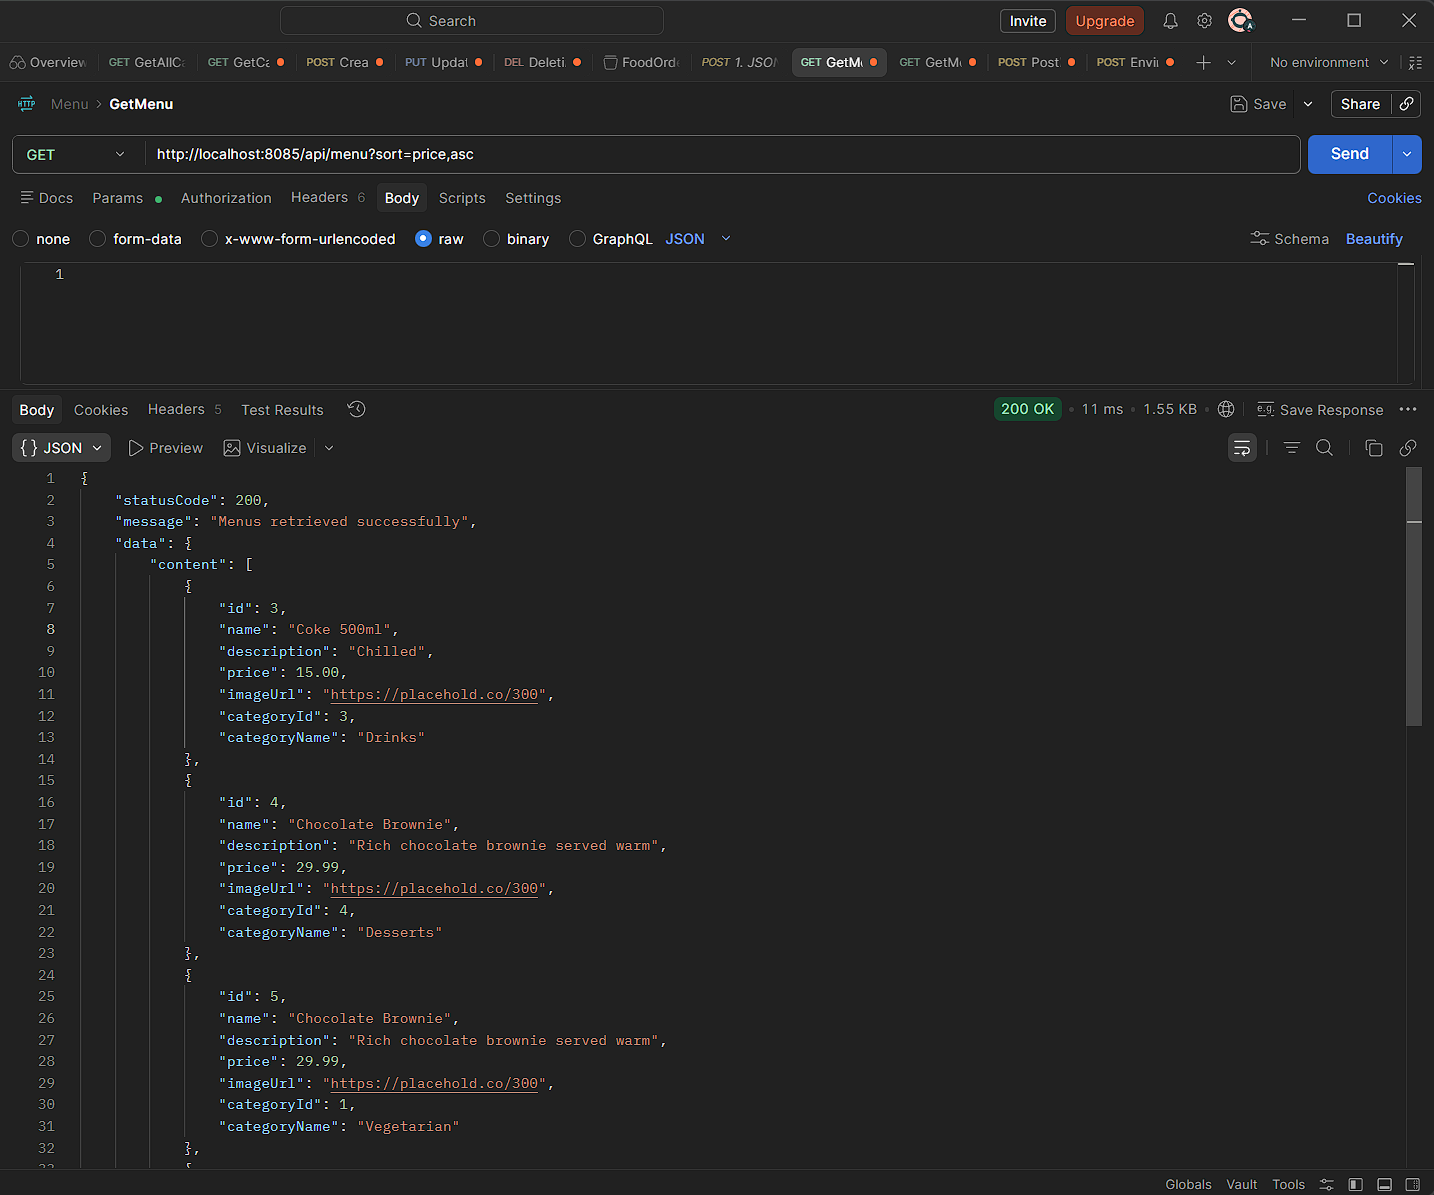 Search
Invite
Upgrade
Overview
GET GetAllCa
GET GetCa
POST Crea
PUT Updat
DEL Deleti
FoodOrde
POST 1. JSON
GET GetMe
GET GetMe
POST Post
POST Envi
No environment
HTTP Menu > GetMenu
Save
Share
GET http://localhost:8085/api/menu?sort=price,asc
Send
Docs Params Authorization Headers 6 Body Scripts Settings
Cookies
none form-data x-www-form-urlencoded raw binary GraphQL JSON
Schema Beautify
1
Body Cookies Headers 5 Test Results
200 OK • 11 ms • 1.55 KB • e.g. Save Response
{} JSON Preview Visualize
1 {
2 "statusCode": 200,
3 "message": "Menus retrieved successfully",
4 "data": {
5 "content": [
6 {
7 "id": 3,
8 "name": "Coke 500ml",
9 "description": "Chilled",
10 "price": 15.00,
11 "imageUrl": "https://placehold.co/300",
12 "categoryId": 3,
13 "categoryName": "Drinks"
14 },
15 {
16 "id": 4,
17 "name": "Chocolate Brownie",
18 "description": "Rich chocolate brownie served warm",
19 "price": 29.99,
20 "imageUrl": "https://placehold.co/300",
21 "categoryId": 4,
22 "categoryName": "Desserts"
23 },
24 {
25 "id": 5,
26 "name": "Chocolate Brownie",
27 "description": "Rich chocolate brownie served warm",
28 "price": 29.99,
29 "imageUrl": "https://placehold.co/300",
30 "categoryId": 1,
31 "categoryName": "Vegetarian"
32 },
33 {
Globals Vault Tools